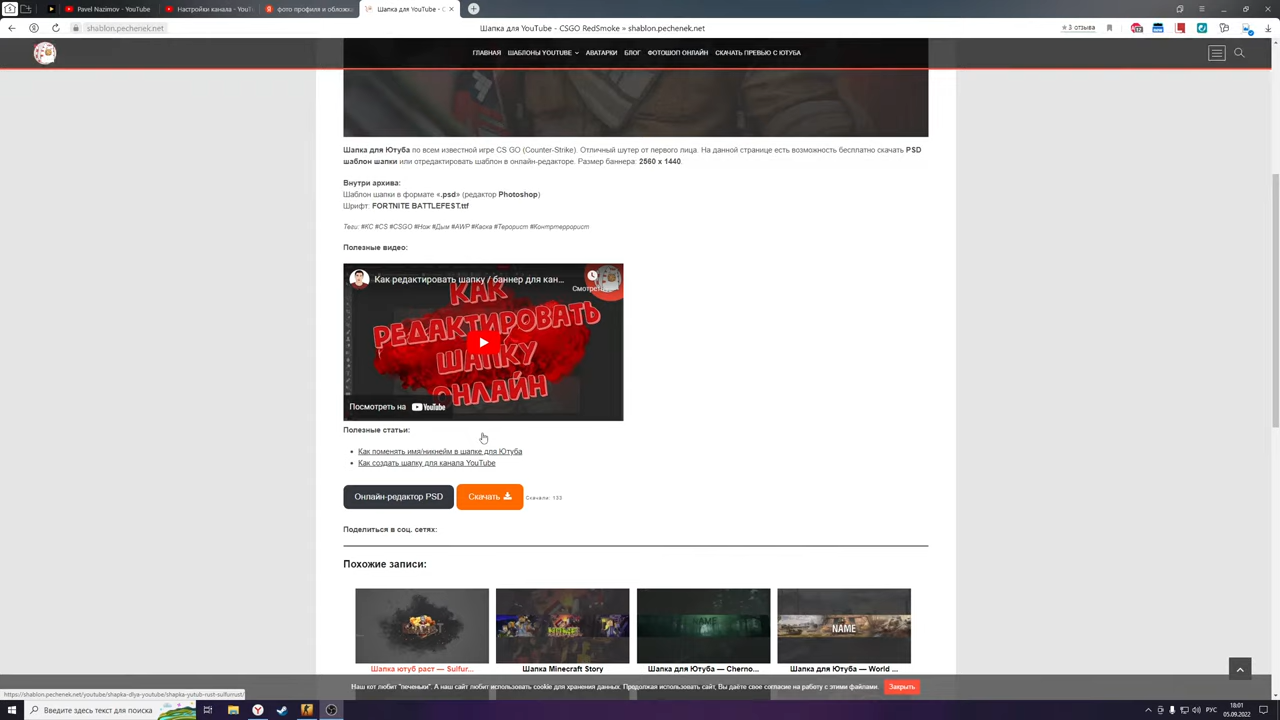 Pavel Nazimov - YouTube
Настройки канала - YouT
фото профиля и обложк
Шапка для YouTube - C
shablon.pechenek.net
Шапка для YouTube - CSGO RedSmoke » shablon.pechenek.net
3 отзыва
ГЛАВНАЯ ШАБЛОНЫ YOUTUBE АВАТАРКИ БЛОГ ФОТОШОП ОНЛАЙН СКАЧАТЬ ПРЕВЬЮ С ЮТУБА
Шапка для Ютуба по всем известной игре CS GO (Counter-Strike). Отличный шутер от первого лица. На данной странице есть возможность бесплатно скачать PSD
шаблон шапки или отредактировать шаблон в онлайн-редакторе. Размер баннера: 2560 x 1440.
Внутри архива:
Шаблон шапки в формате «.psd» (редактор Photoshop)
Шрифт: FORTNITE BATTLEFEST.ttf
Теги: #КС #CS #CSGO #Нож #Дым #AWP #Каска #Терорист #Контртеррорист
Полезные видео:
Как редактировать шапку / баннер для кан...
Смотреть
КАК
РЕДАКТИРОВАТЬ
ШАПКУ
ОНЛАЙН
Посмотреть на YouTube
Полезные статьи:
Как поменять имя/никнейм в шапке для Ютуба
Как создать шапку для канала YouTube
Онлайн-редактор PSD
Скачать
Скачали: 133
Поделиться в соц. сетях:
Похожие записи:
NAME
NAME
Шапка ютуб раст — Sulfur...
Шапка Minecraft Story
Шапка для Ютуба — Cherno...
Шапка для Ютуба — World ...
Наш кот любит "печеньки". А наш сайт любит использовать cookie для хранения данных. Продолжая использовать сайт, Вы даёте свое согласие на работу с этими файлами.
Закрыть
https://shablon.pechenek.net/youtube/shapka-dlya-youtube/shapka-yutub-rust-sulfurrust/
Введите здесь текст для поиска
РУС
18:01
05.09.2022